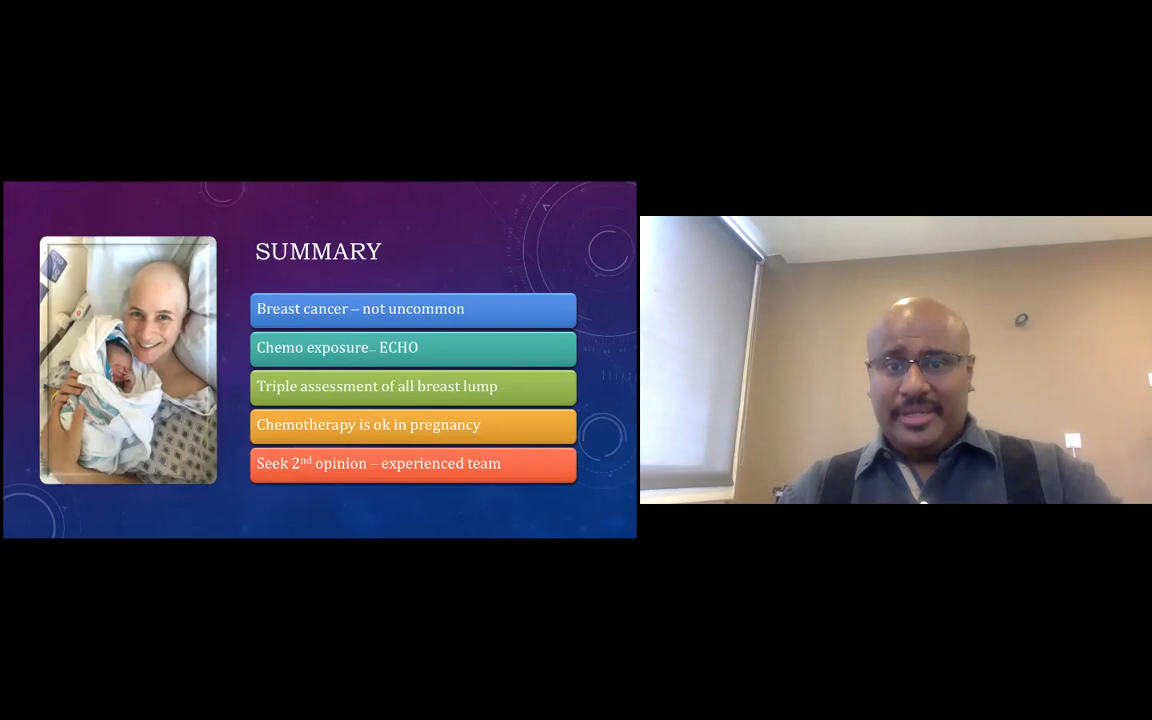 SUMMARY
Breast cancer – not uncommon
Chemo exposure– ECHO
Triple assessment of all breast lump
Chemotherapy is ok in pregnancy
Seek 2nd opinion – experienced team